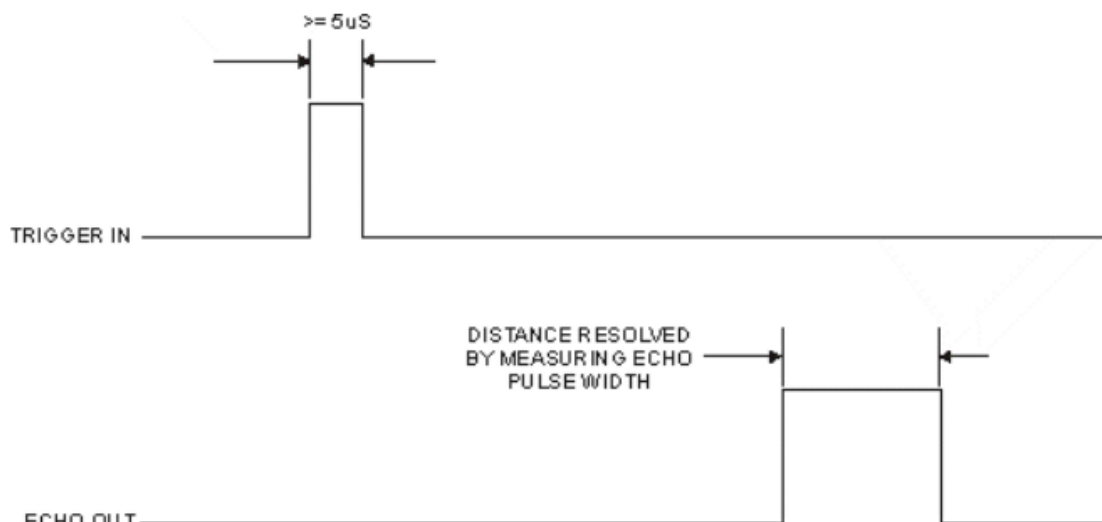 >= 5uS
TRIGGER IN
DISTANCE RESOLVED
BY MEASURING ECHO
PULSE WIDTH
ECHO OUT